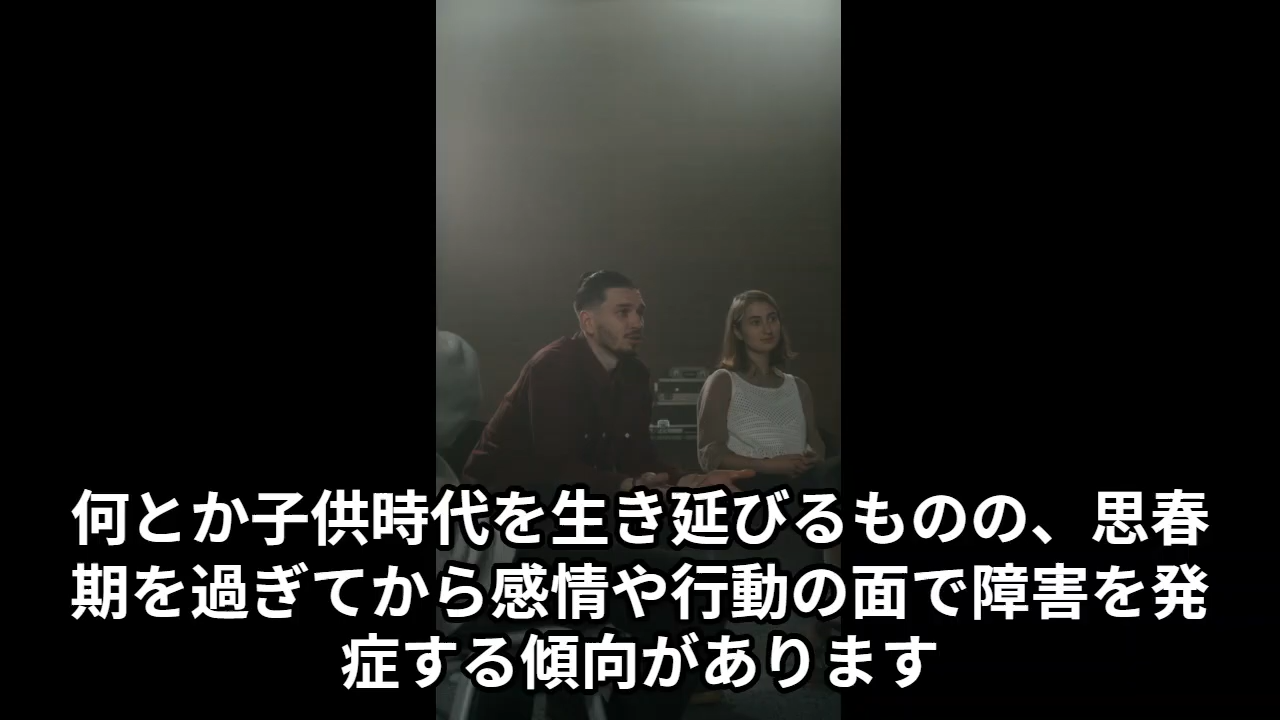 何とか子供時代を生き延びるものの、思春
期を過ぎてから感情や行動の面で障害を発
症する傾向があります